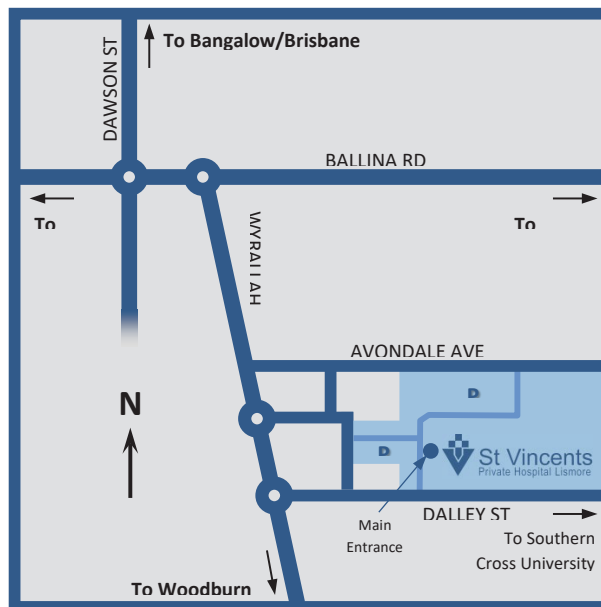 To Bangalow/Brisbane
DAWSON ST
BALLINA RD
To
To
WYRALLAH
AVONDALE AVE
N
St Vincents
Private Hospital Lismore
Main
Entrance
DALLEY ST
To Southern
Cross University
To Woodburn